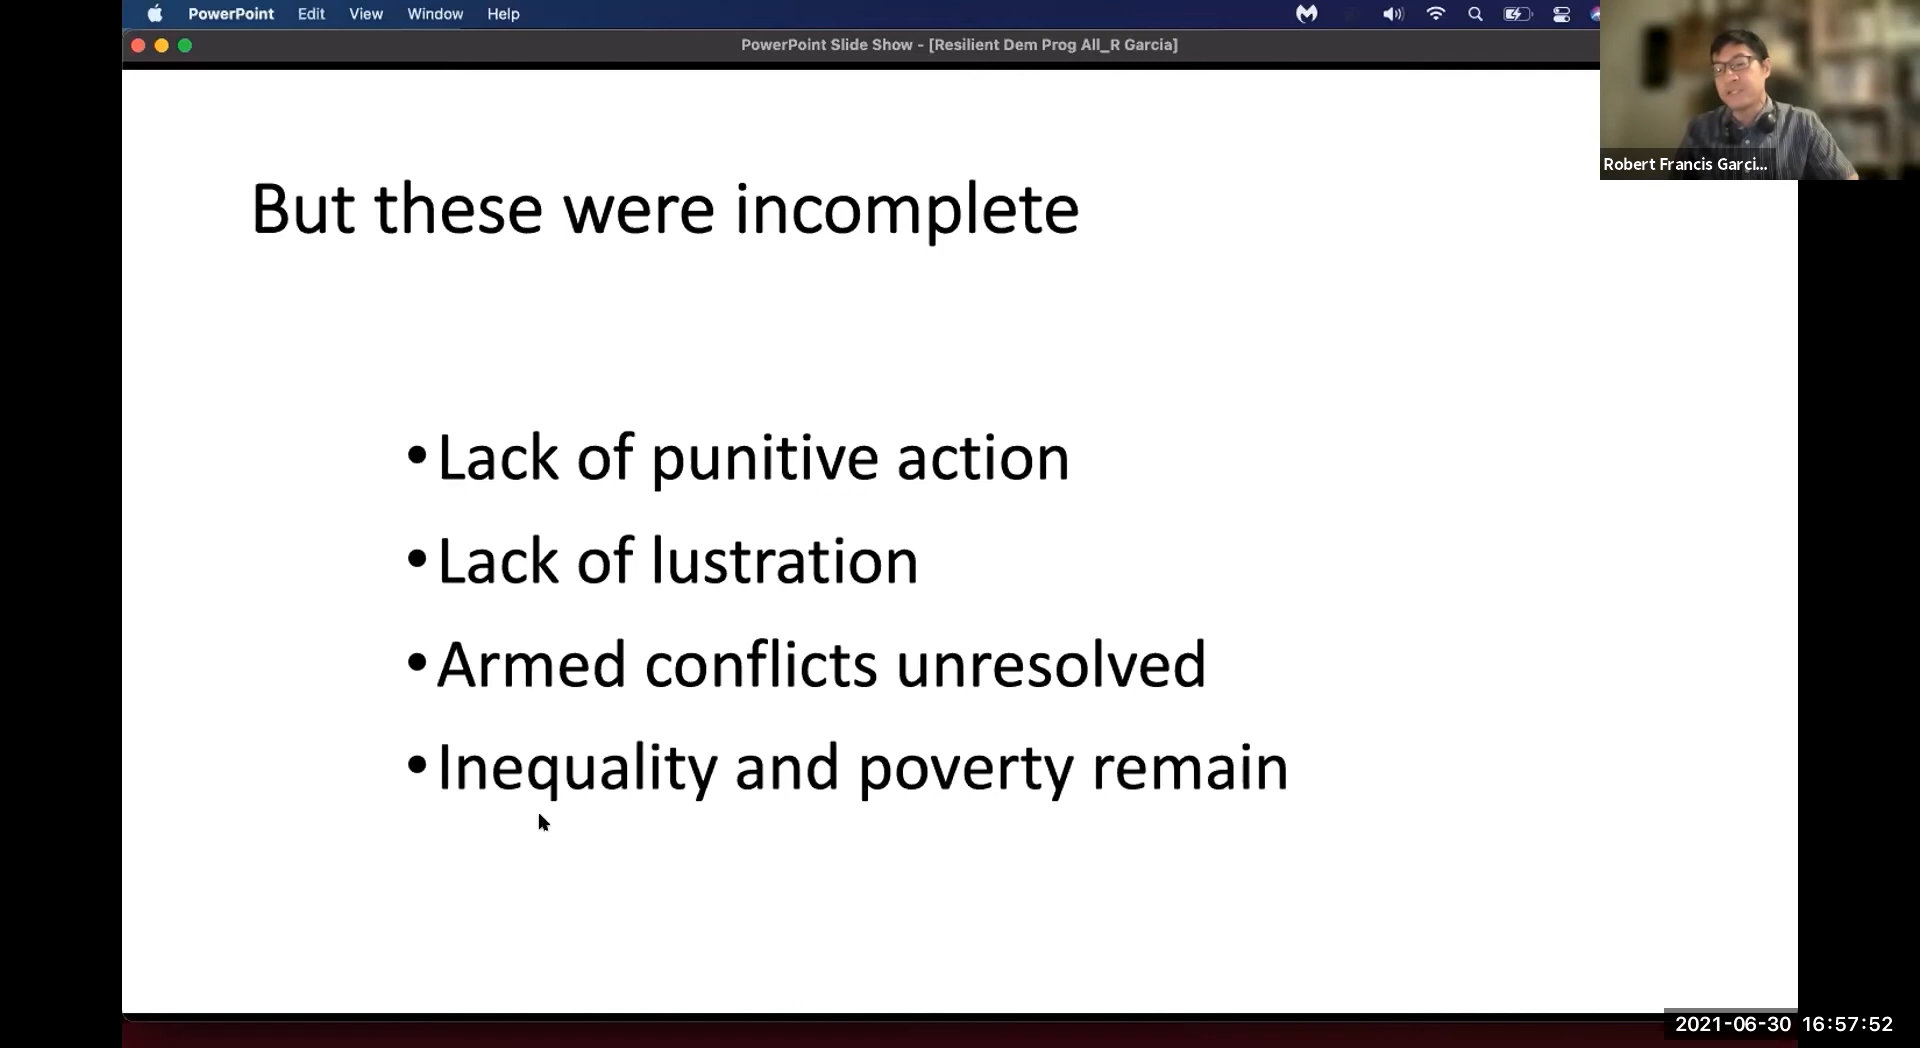 PowerPoint Edit View Window Help
PowerPoint Slide Show - [Resilient Dem Prog All_R Garcia]
Robert Francis Garci...
But these were incomplete
•Lack of punitive action
•Lack of lustration
•Armed conflicts unresolved
•Inequality and poverty remain
2021-06-30 16:57:52